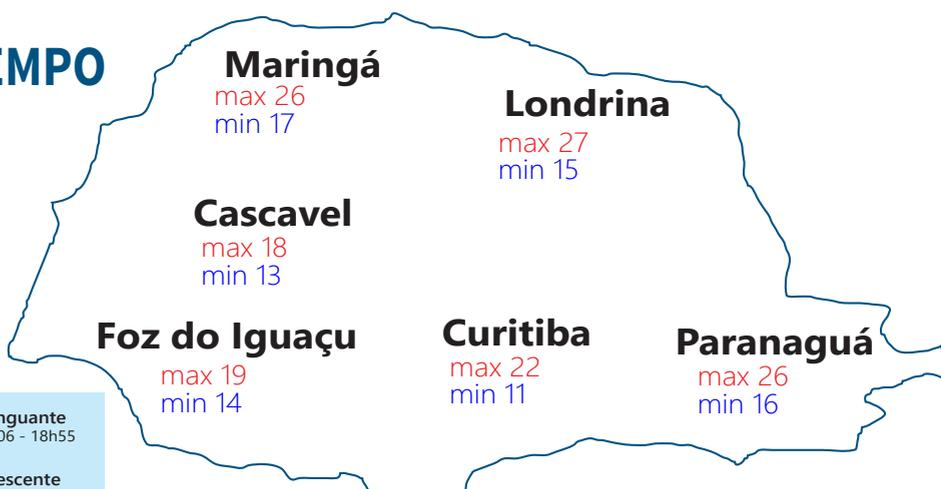 EMPO
Maringá
max 26
min 17
Londrina
max 27
min 15
Cascavel
max 18
min 13
Foz do Iguaçu
max 19
min 14
Curitiba
max 22
min 11
Paranaguá
max 26
min 16
nguante
06 - 18h55
escente